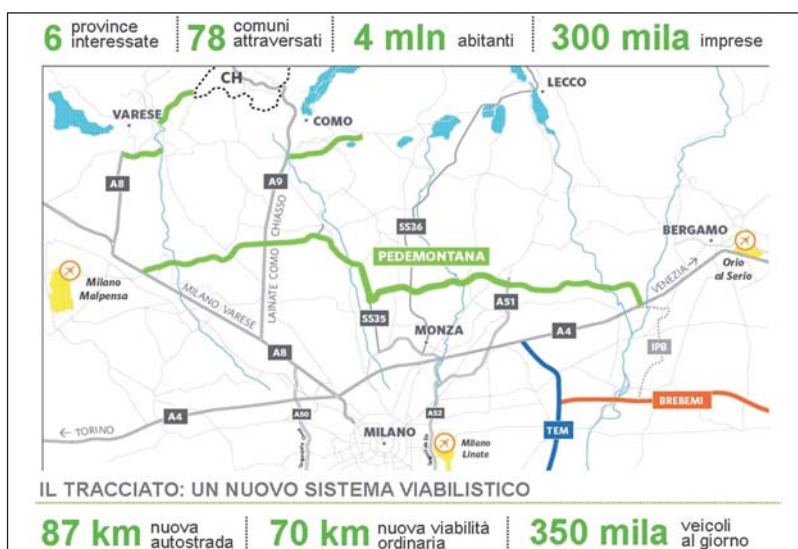 6 province interessate
78 comuni attraversati
4 mln abitanti
300 mila imprese
CH
LECCO
VARESE
COMO
A8
A9
SS36
BERGAMO
Orio al Serio
PEDEMONTANA
VENEZIA →
Milano Malpensa
LAINATE COMO CHIASSO
MILANO VARESE
A51
SS35
MONZA
A4
IPB
A8
BREBEMI
A4
A50
A52
TEM
← TORINO
MILANO
Milano Linate
IL TRACCIATO: UN NUOVO SISTEMA VIABILISTICO
87 km nuova autostrada
70 km nuova viabilità ordinaria
350 mila veicoli al giorno